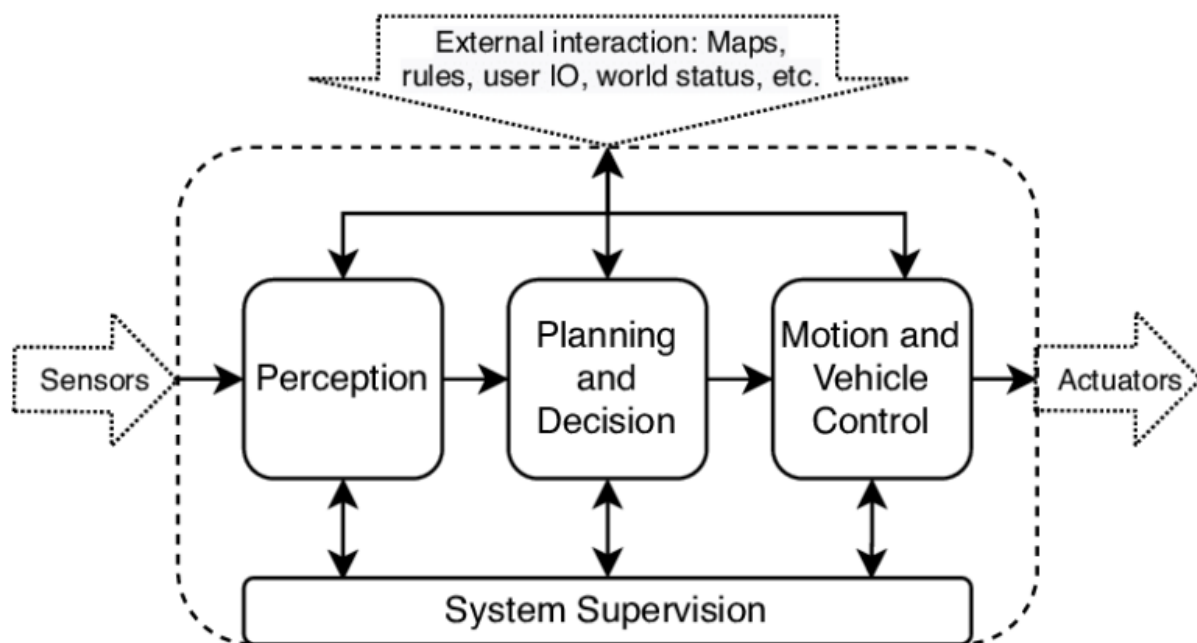 External interaction: Maps,
rules, user IO, world status, etc.
Sensors
Perception
Planning
and
Decision
Motion and
Vehicle
Control
Actuators
System Supervision